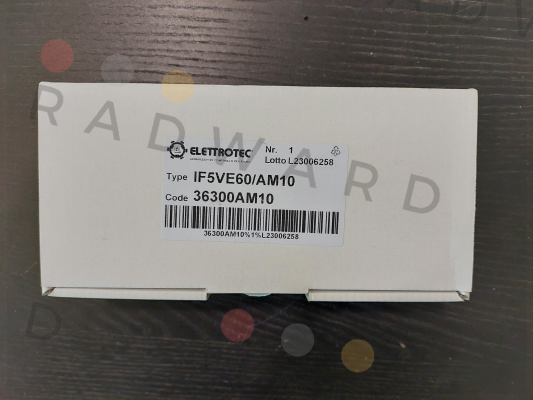 RADWARD
ELETTROTEC
Nr. 1
Lotto L23006258
Type IF5VE60/AM10
Code 36300AM10
36300AM10%1%L23006258